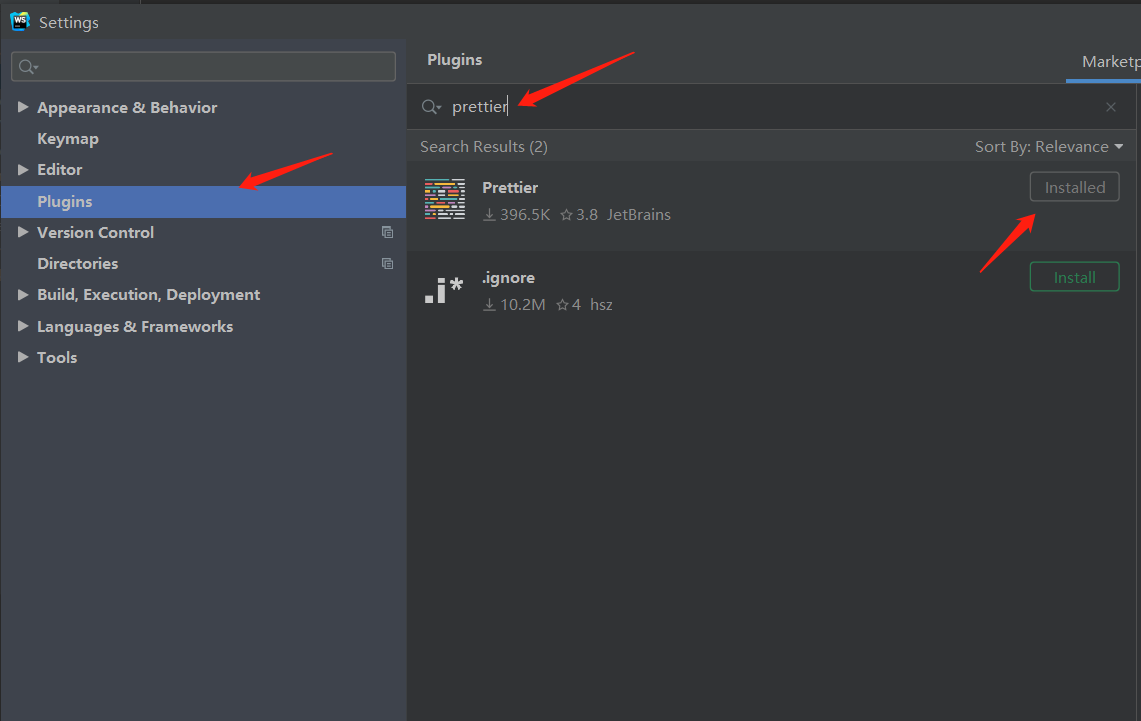 WS
Settings
Appearance & Behavior
Keymap
Editor
Plugins
Version Control
Directories
Build, Execution, Deployment
Languages & Frameworks
Tools
Plugins
Marketp
prettier
Search Results (2)
Sort By: Relevance
Prettier
Installed
396.5K 3.8 JetBrains
.i*
.ignore
Install
10.2M 4 hsz